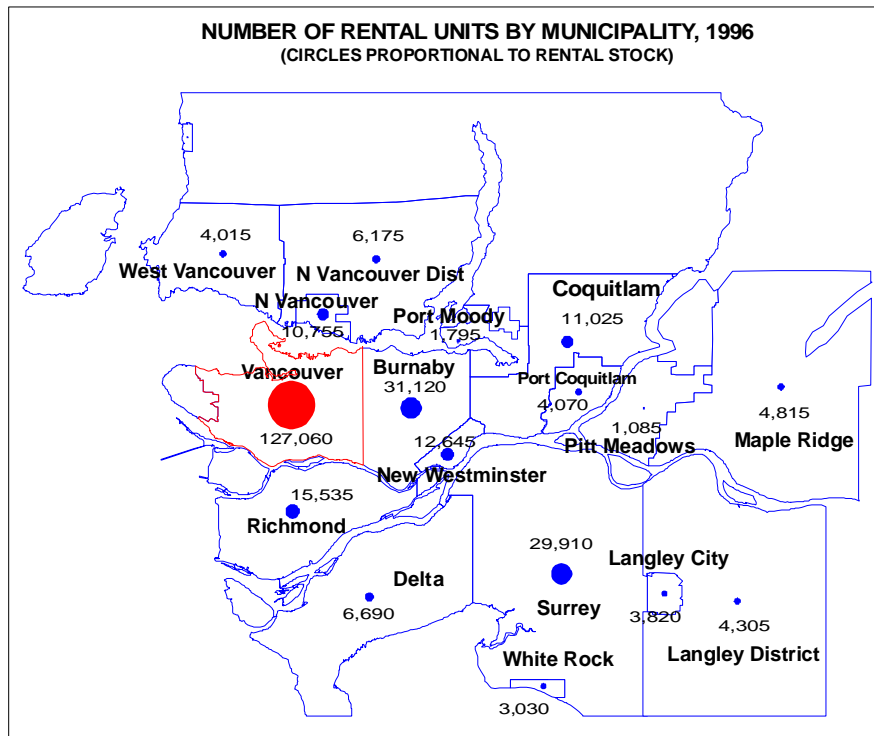 NUMBER OF RENTAL UNITS BY MUNICIPALITY, 1996
(CIRCLES PROPORTIONAL TO RENTAL STOCK)
4,015
West Vancouver
6,175
N Vancouver Dist
N Vancouver
10,755
Port Moody
1,795
Coquitlam
11,025
Vancouver
127,060
Burnaby
31,120
Port Coquitlam
4,070
1,085
Pitt Meadows
4,815
Maple Ridge
12,645
New Westminster
15,535
Richmond
Delta
6,690
29,910
Surrey
Langley City
3,820
4,305
Langley District
White Rock
3,030